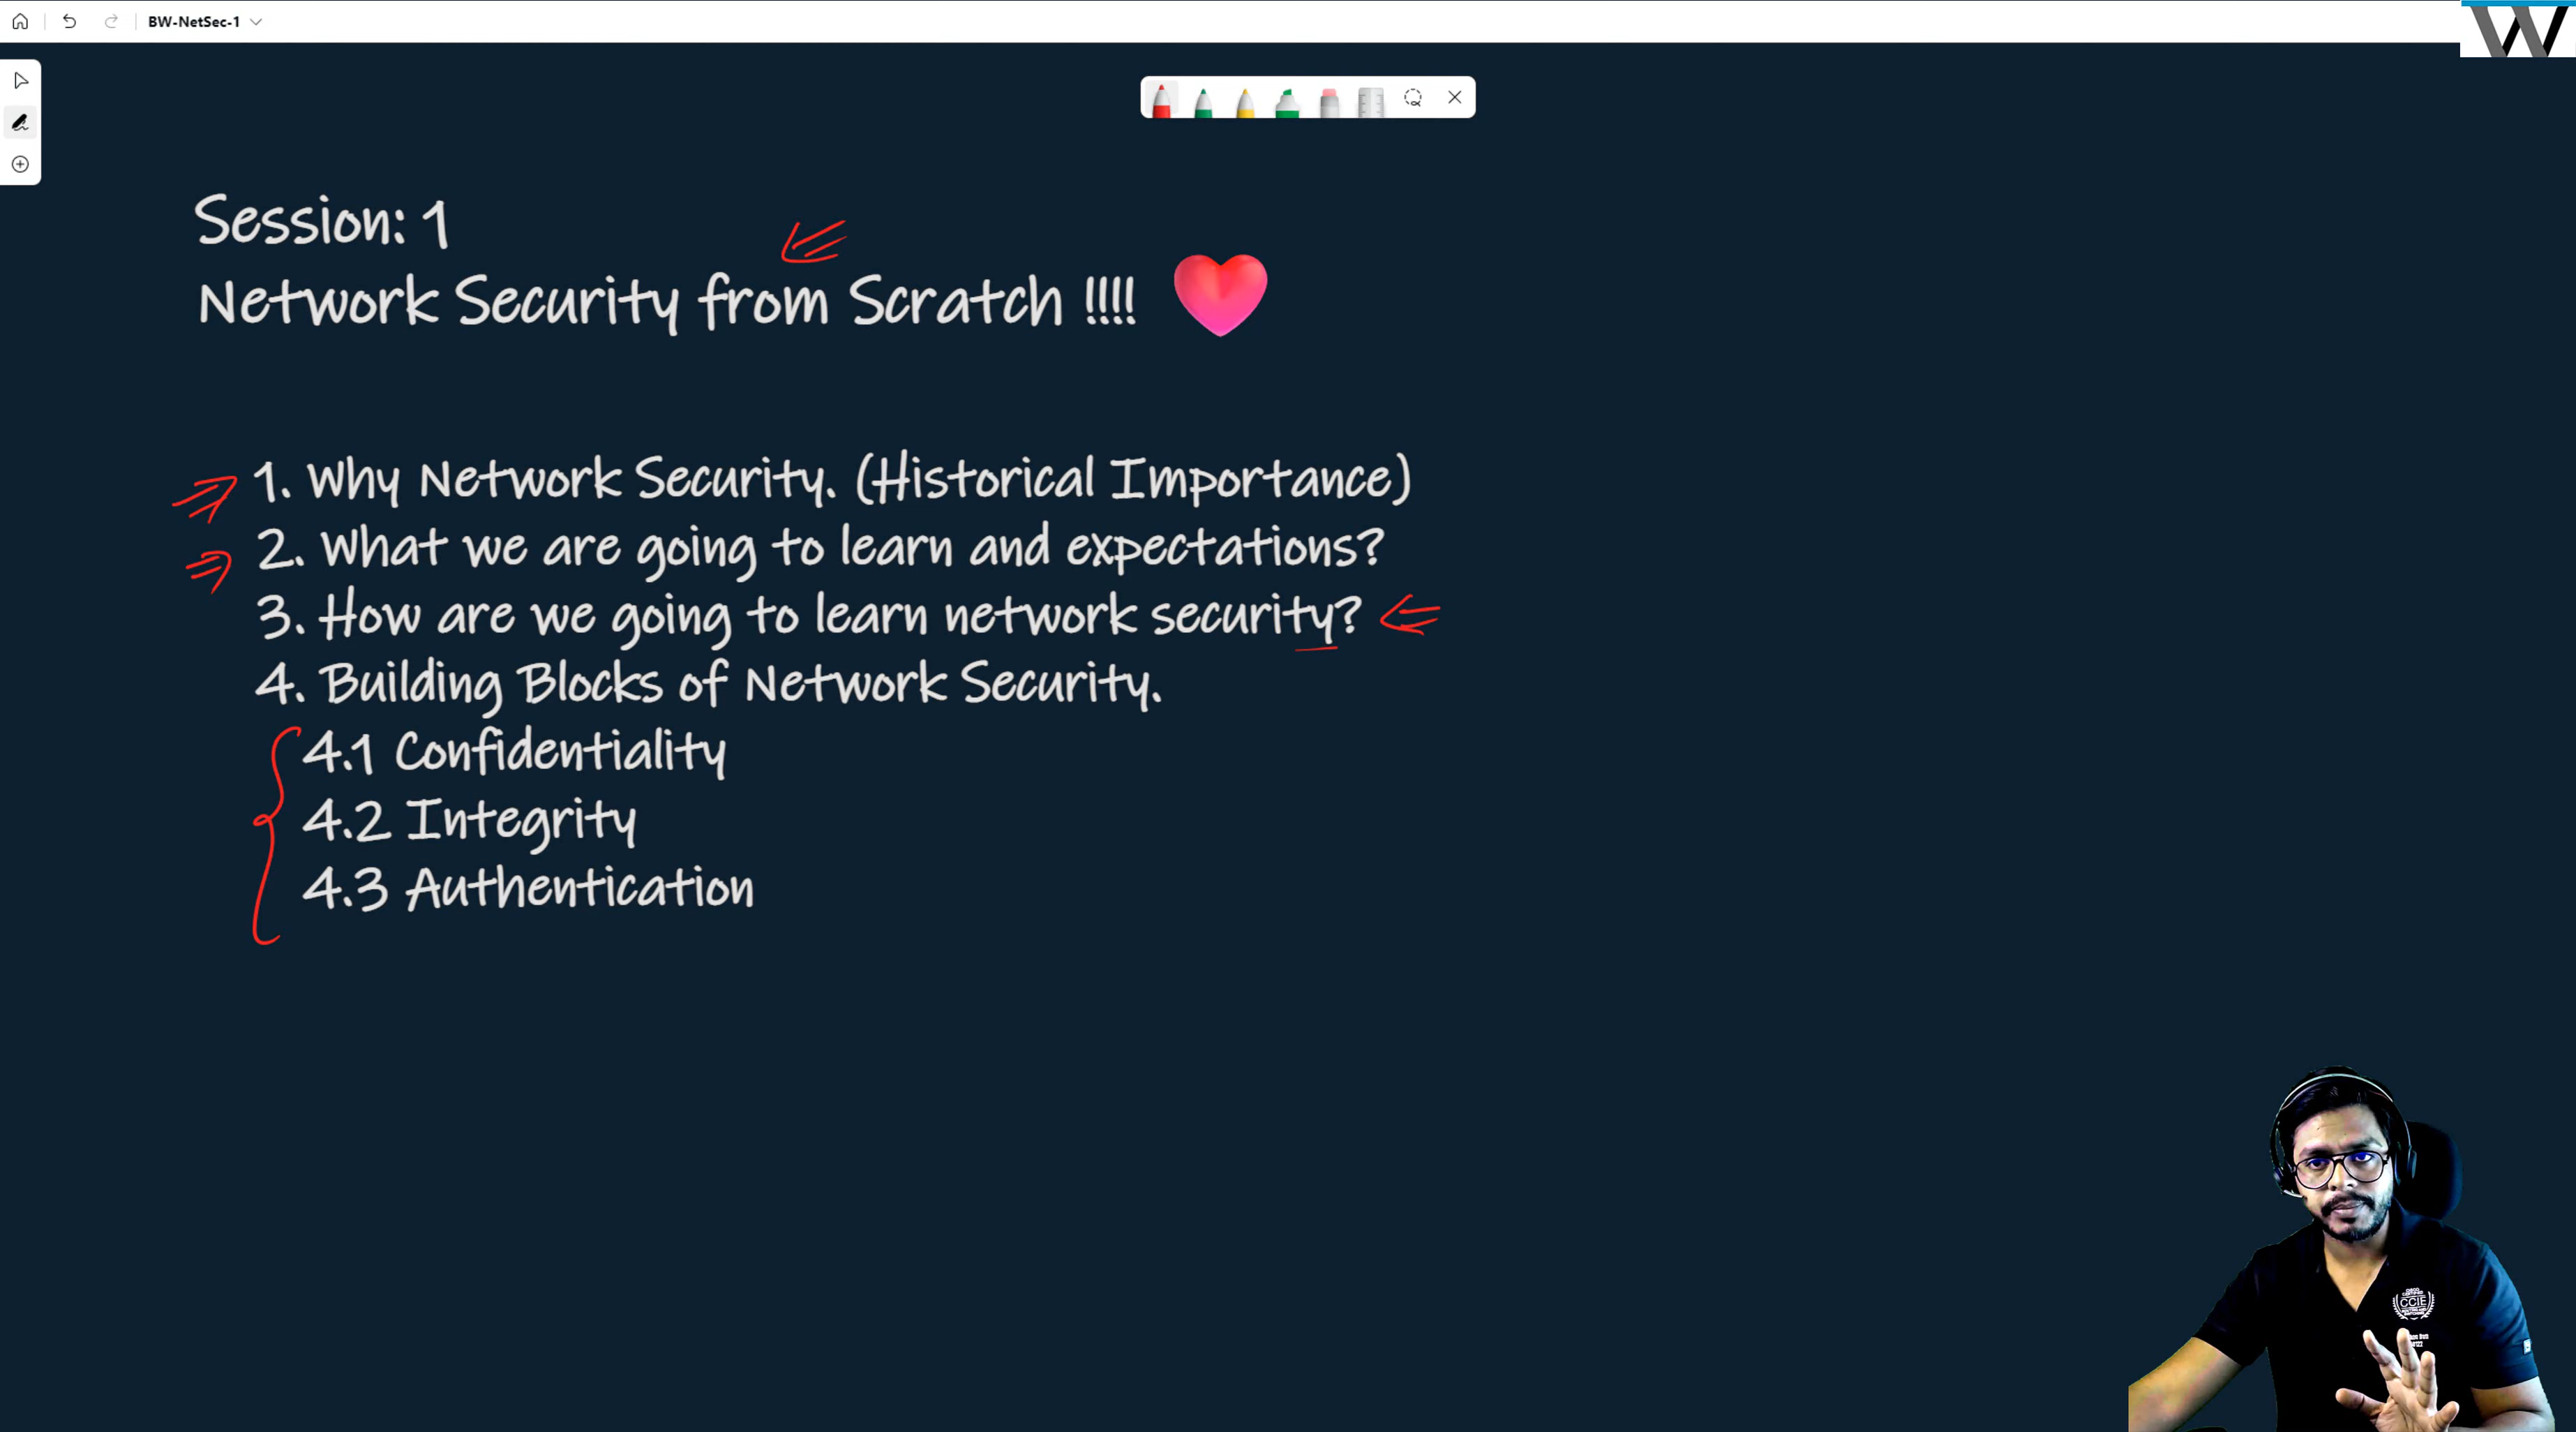 BW-NetSec-1
W
Session: 1
Network Security from Scratch !!!!
1. Why Network Security. (Historical Importance)
2. What we are going to learn and expectations?
3. How are we going to learn network security?
4. Building Blocks of Network Security.
4.1 Confidentiality
4.2 Integrity
4.3 Authentication
CCIE